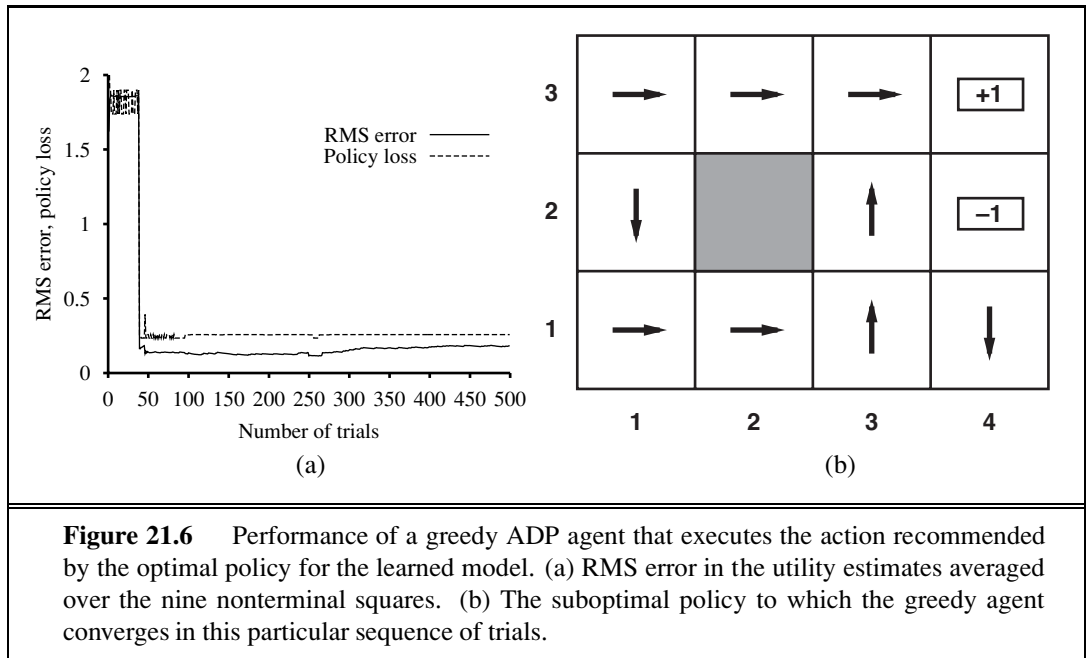 2
1.5
1
0.5
0
RMS error, policy loss
RMS error
Policy loss
0 50 100 150 200 250 300 350 400 450 500
Number of trials
(a)
3
+1
2
–1
1
1 2 3 4
(b)
Figure 21.6 Performance of a greedy ADP agent that executes the action recommended
by the optimal policy for the learned model. (a) RMS error in the utility estimates averaged
over the nine nonterminal squares. (b) The suboptimal policy to which the greedy agent
converges in this particular sequence of trials.